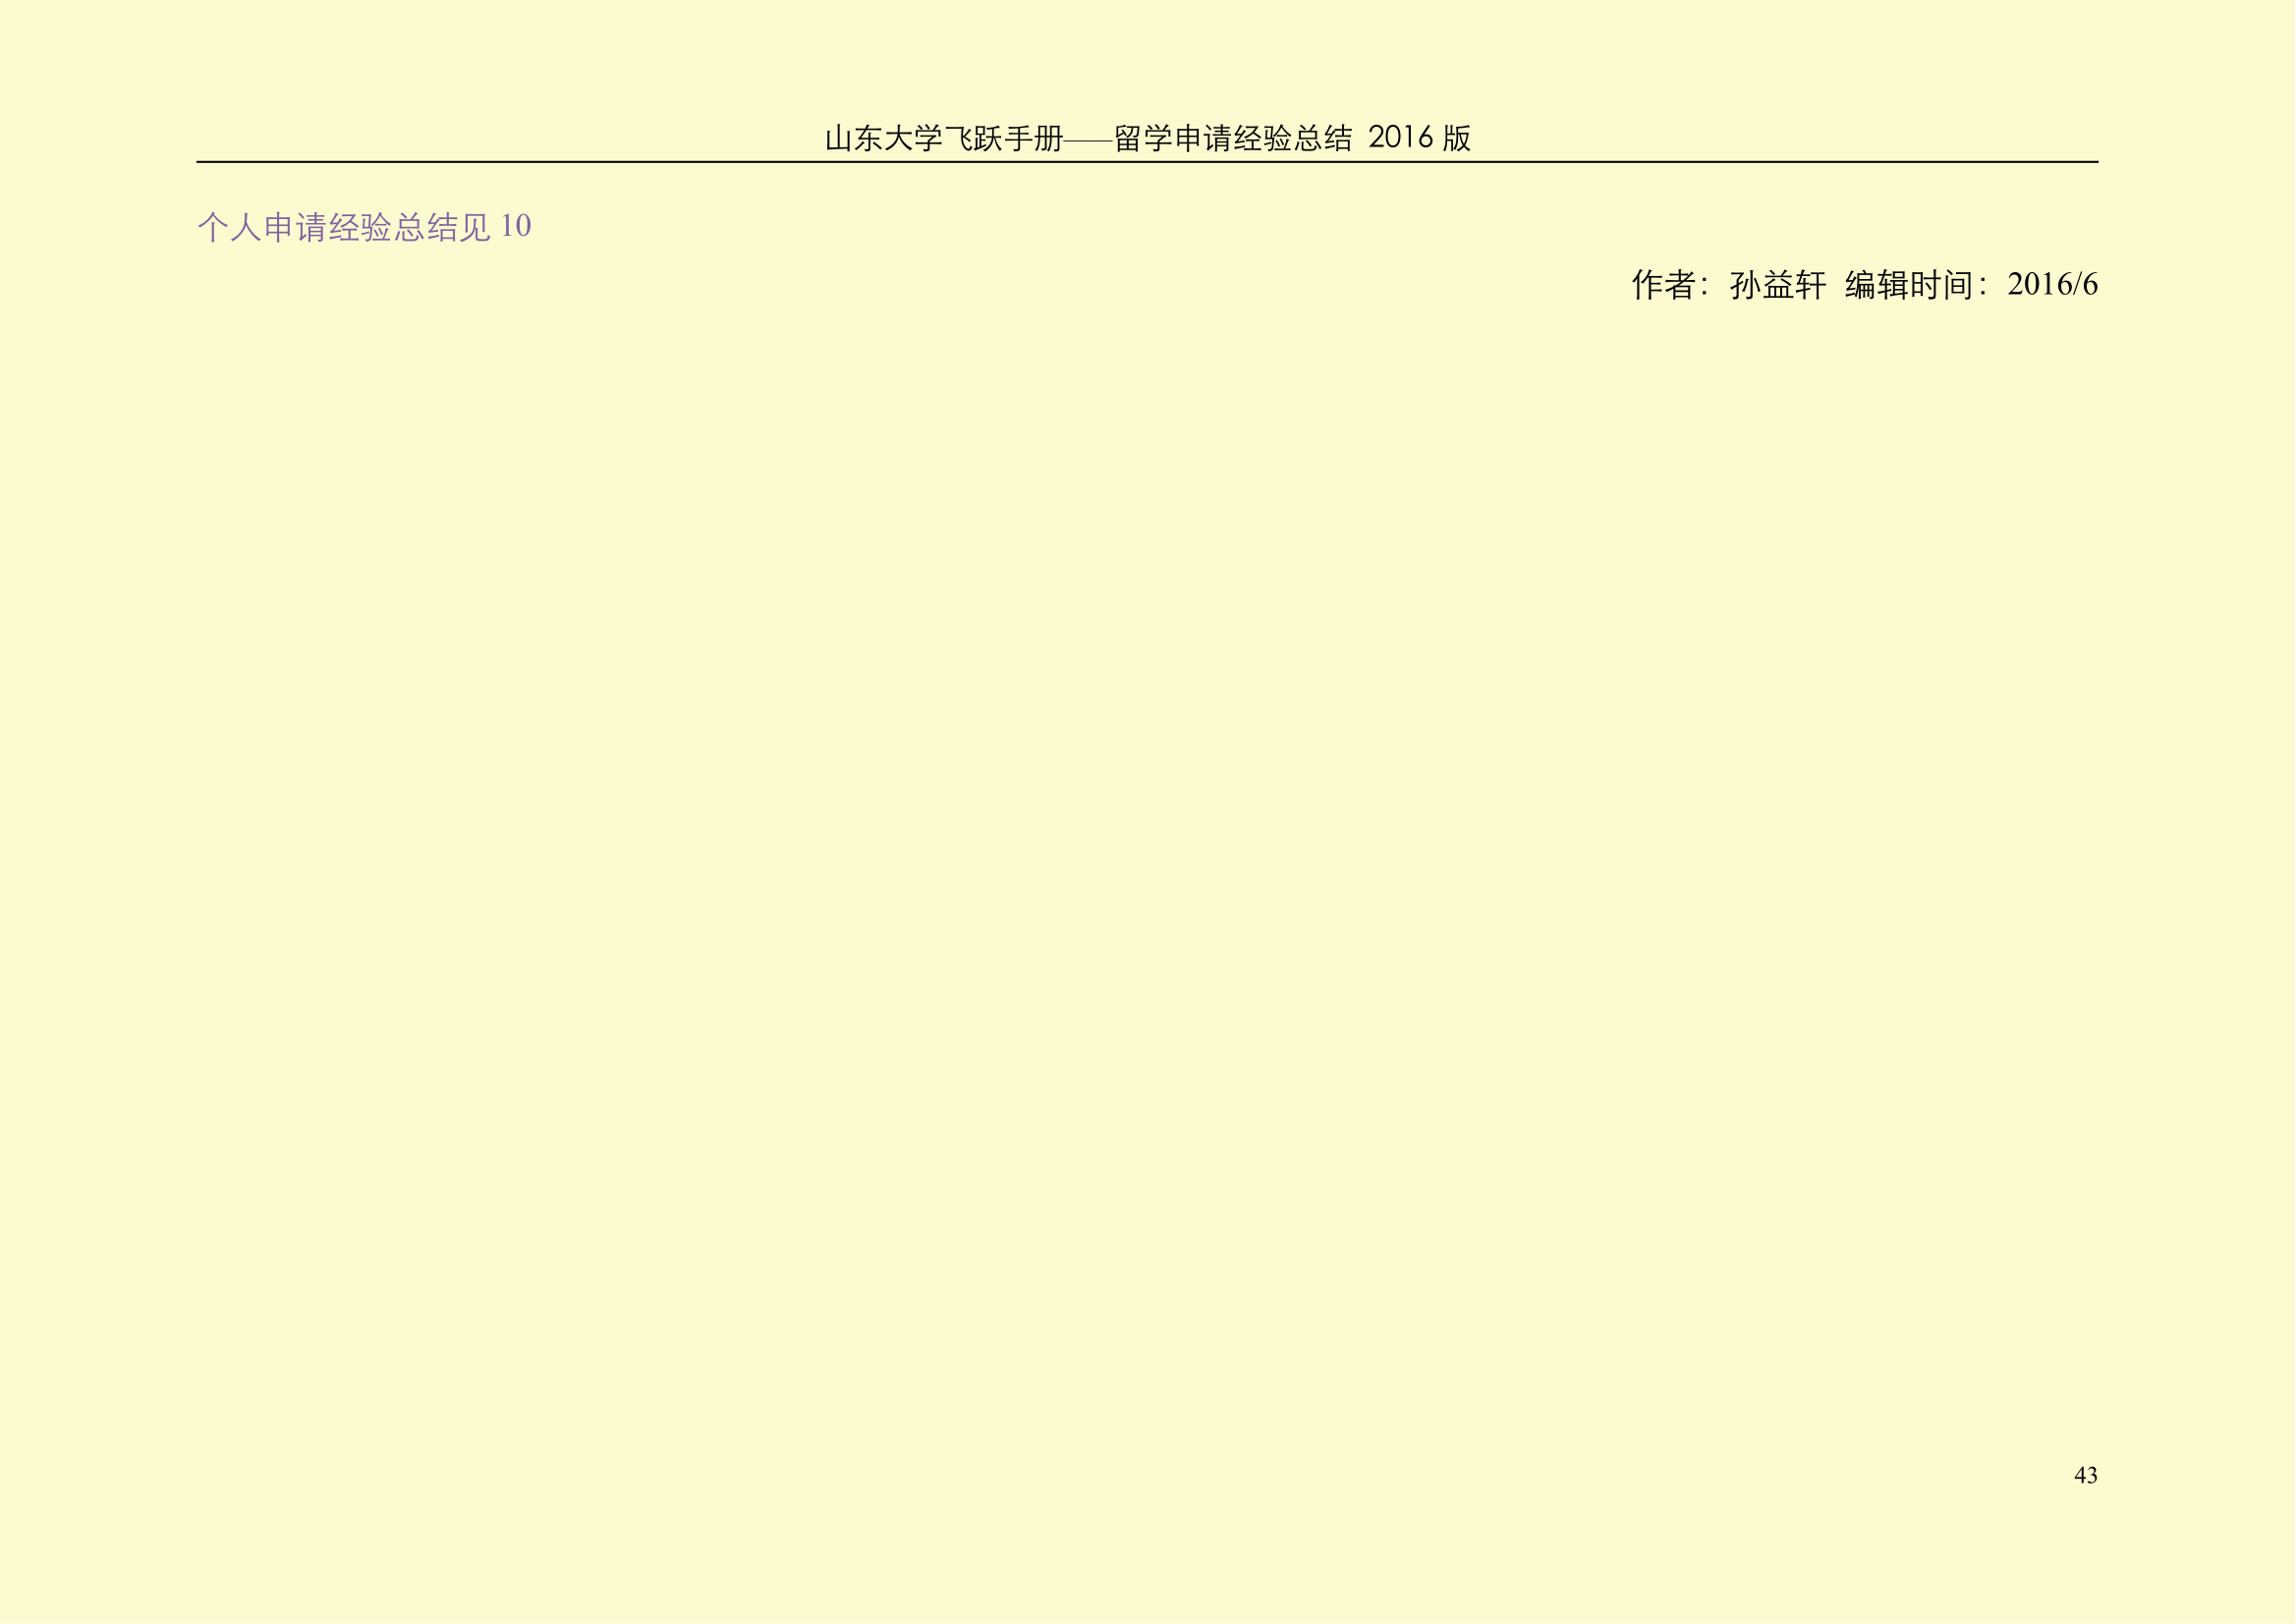 山东大学飞跃手册——留学申请经验总结 2016 版
个人申请经验总结见 10
作者：孙益轩 编辑时间：2016/6
43